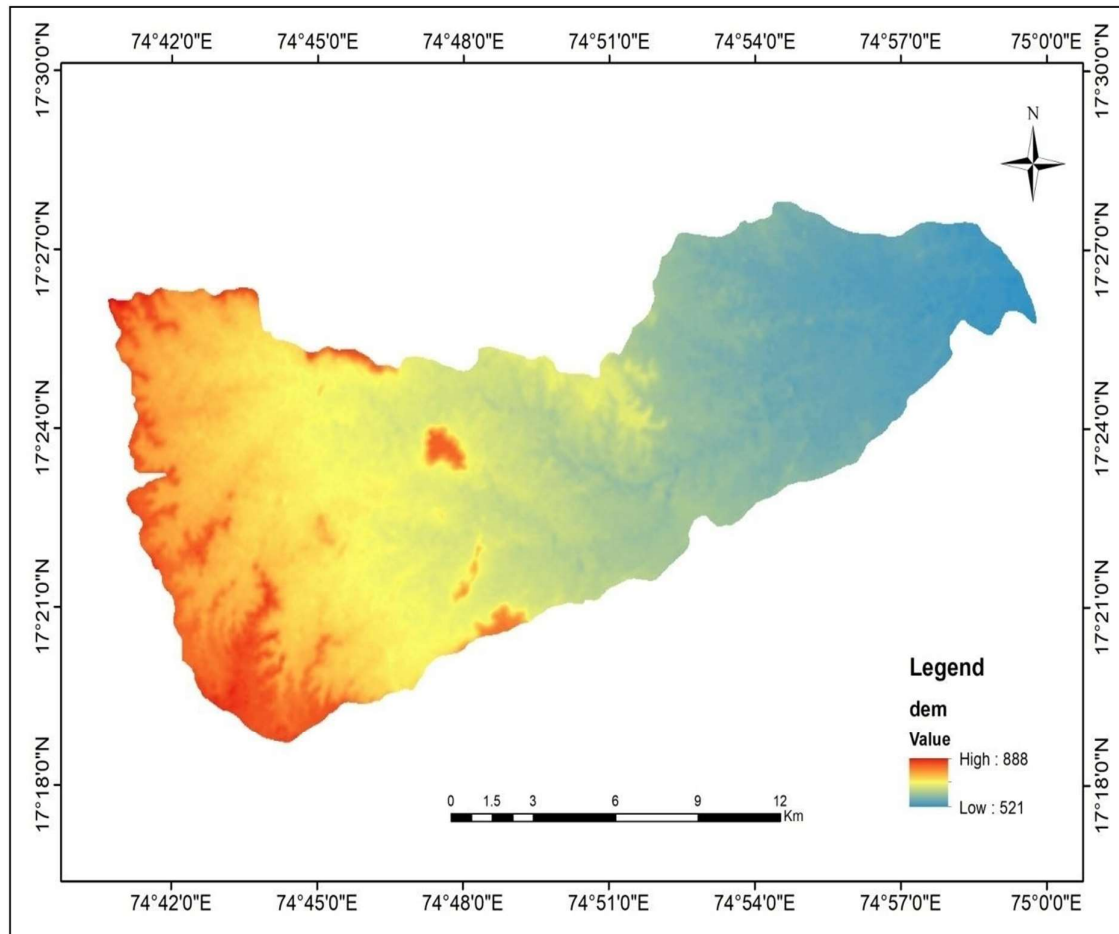 74°42'0"E 74°45'0"E 74°48'0"E 74°51'0"E 74°54'0"E 74°57'0"E 75°0'0"E
17°30'0"N 17°30'0"N
N
17°27'0"N 17°27'0"N
17°24'0"N 17°24'0"N
17°21'0"N 17°21'0"N
Legend
dem
Value
High : 888
Low : 521
17°18'0"N 17°18'0"N
0 1.5 3 6 9 12
Km
74°42'0"E 74°45'0"E 74°48'0"E 74°51'0"E 74°54'0"E 74°57'0"E 75°0'0"E